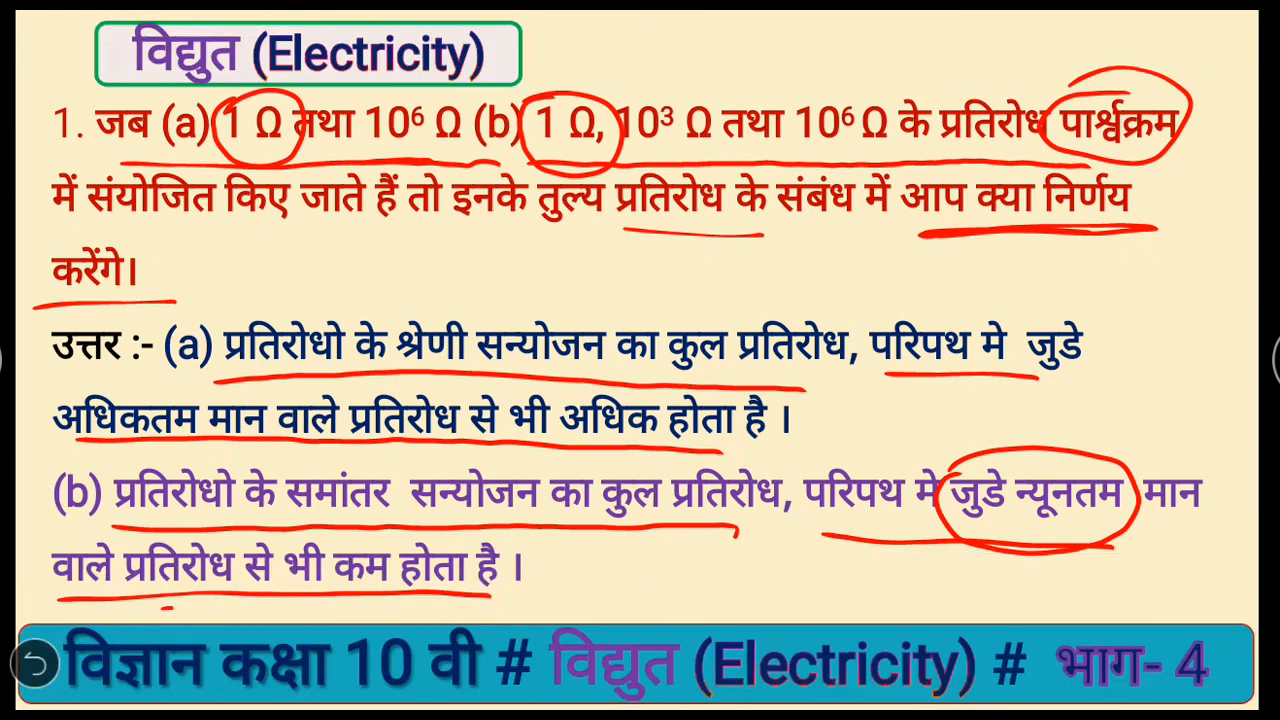 विद्युत (Electricity)
1. जब (a) 1 Ω तथा 10⁶ Ω (b) 1 Ω, 10³ Ω तथा 10⁶ Ω के प्रतिरोध पार्श्वक्रम
में संयोजित किए जाते हैं तो इनके तुल्य प्रतिरोध के संबंध में आप क्या निर्णय
करेंगे।
उत्तर :- (a) प्रतिरोधो के श्रेणी सन्योजन का कुल प्रतिरोध, परिपथ मे जुडे
अधिकतम मान वाले प्रतिरोध से भी अधिक होता है ।
(b) प्रतिरोधो के समांतर सन्योजन का कुल प्रतिरोध, परिपथ मे जुडे न्यूनतम मान
वाले प्रतिरोध से भी कम होता है ।
विज्ञान कक्षा 10 वी # विद्युत (Electricity) # भाग- 4